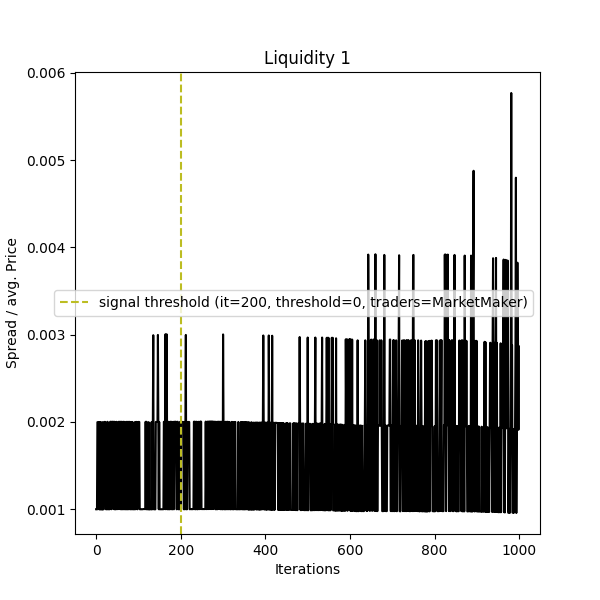 Liquidity 1
0.006
0.005
0.004
0.003
0.002
0.001
Spread / avg. Price
signal threshold (it=200, threshold=0, traders=MarketMaker)
0 200 400 600 800 1000
Iterations